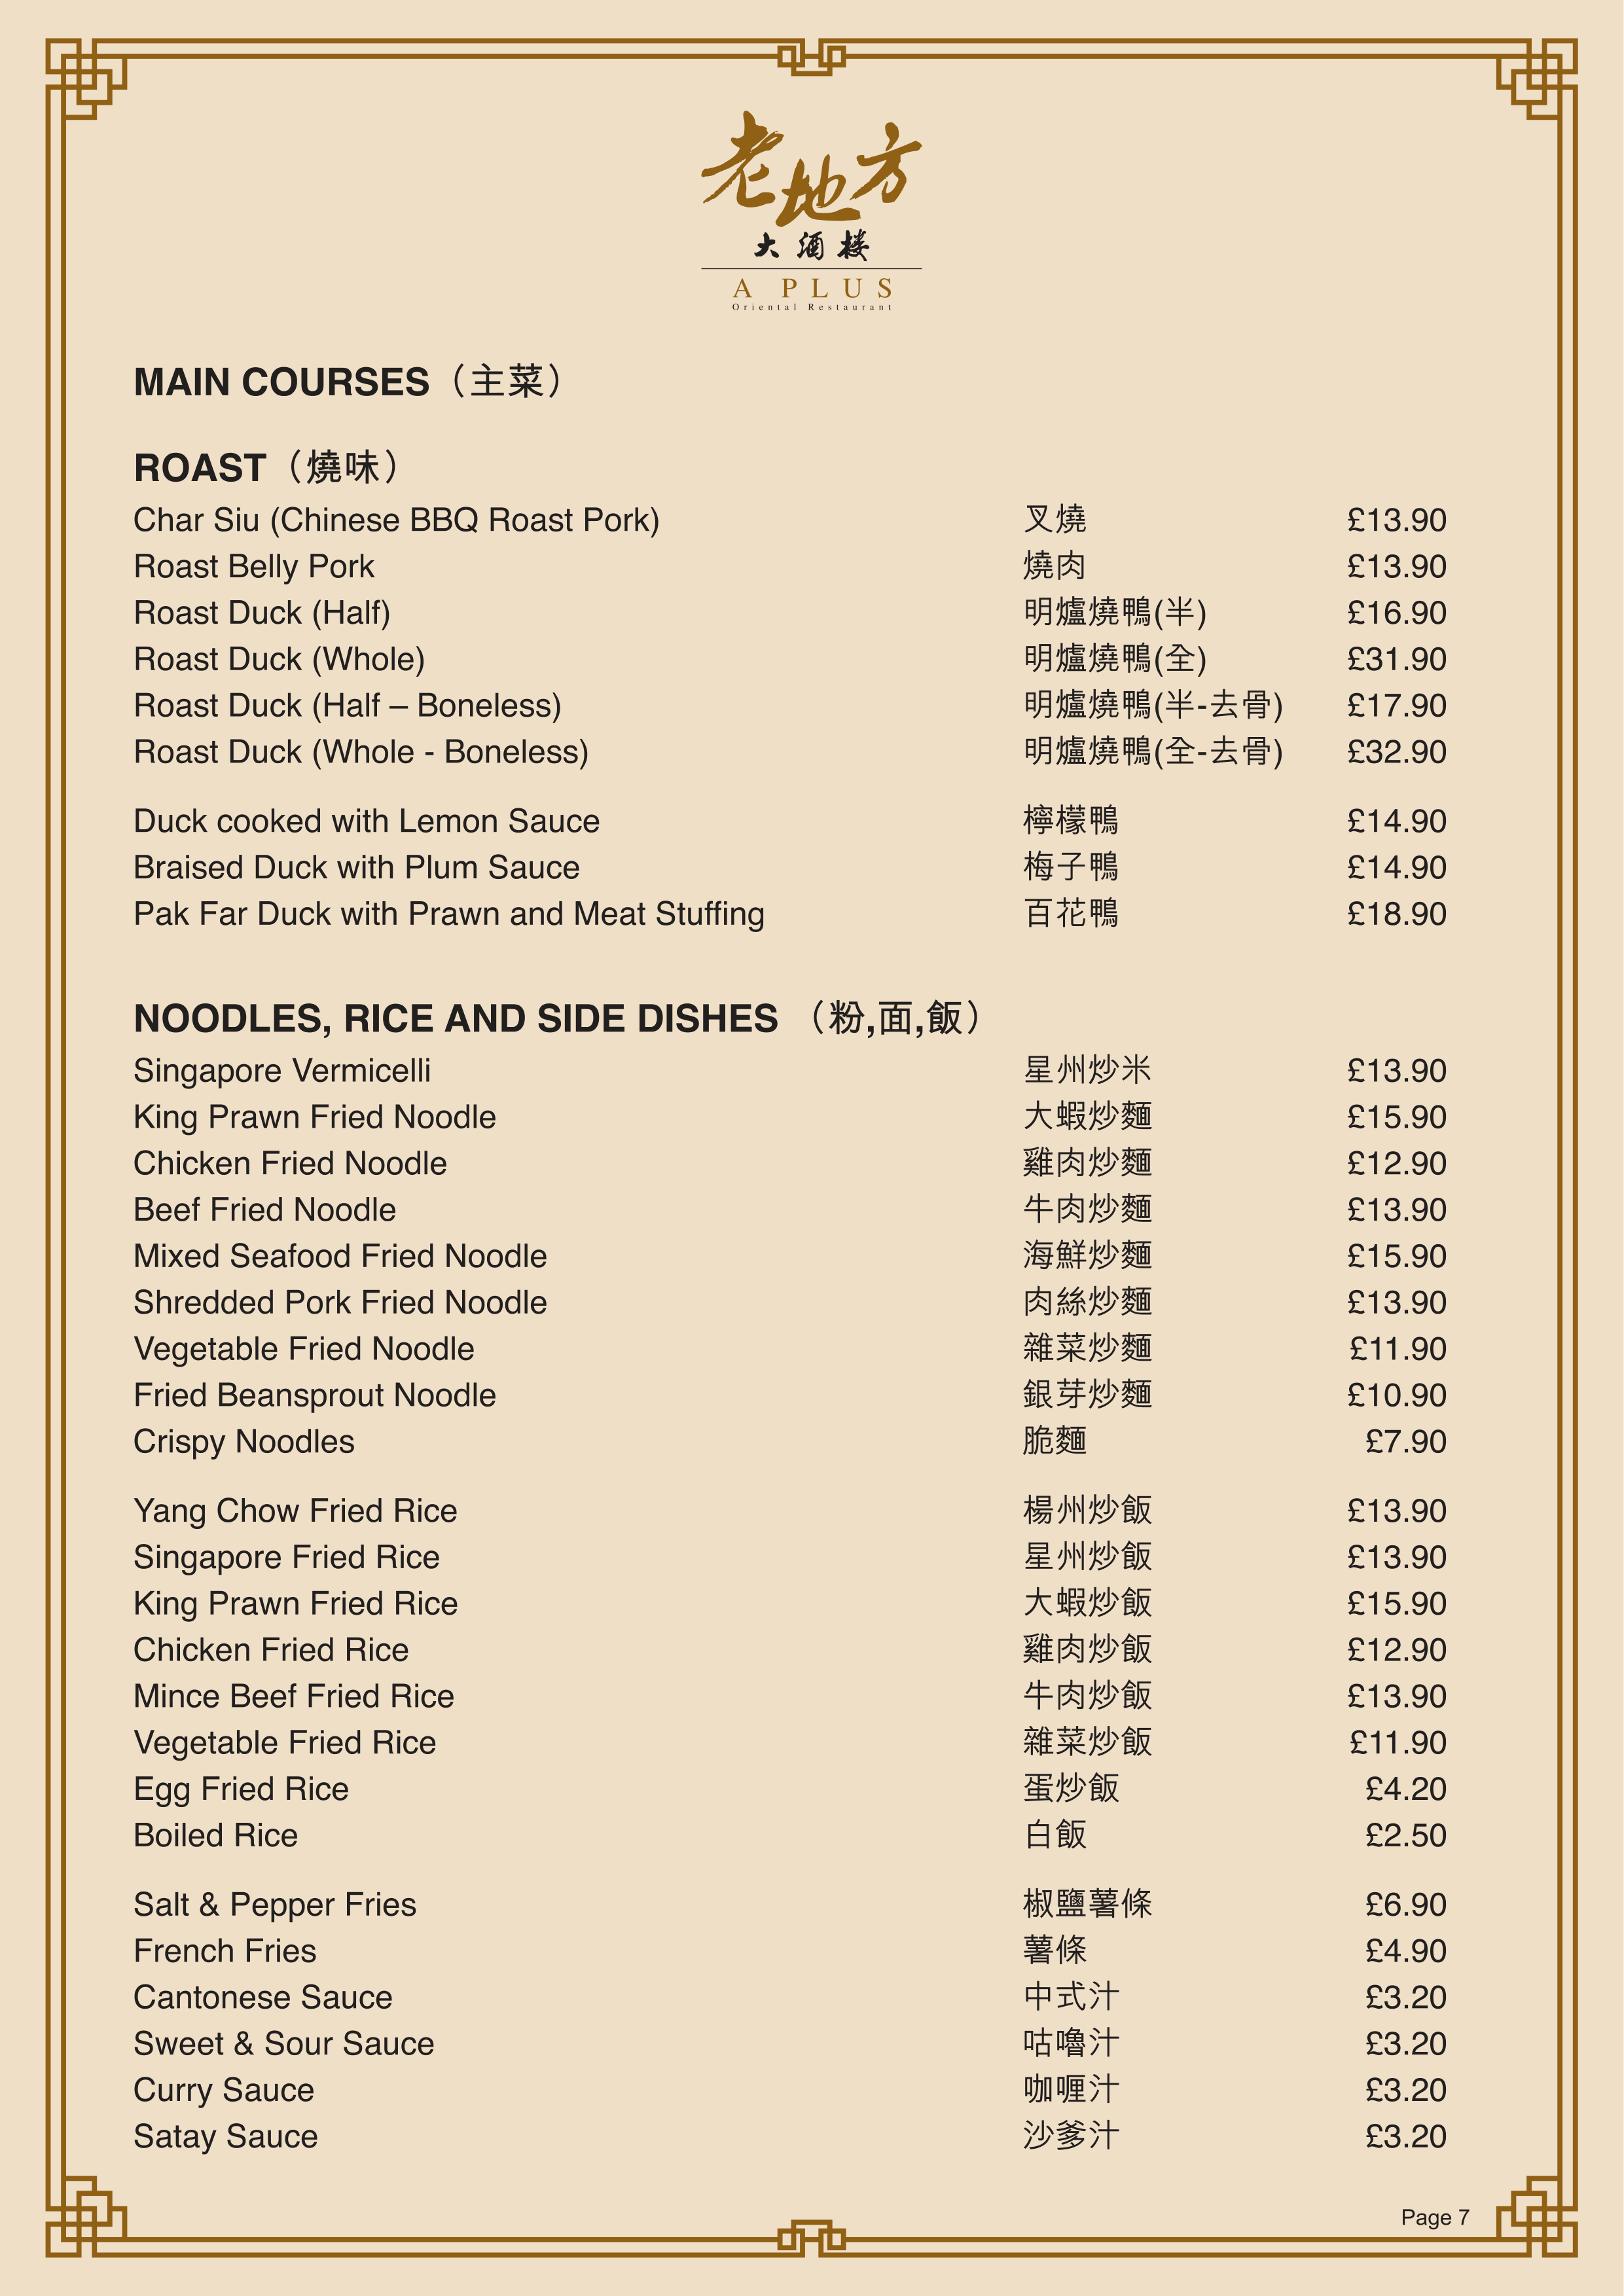 老地方
大酒楼
A PLUS
Oriental Restaurant
MAIN COURSES（主菜）
ROAST（燒味）
Char Siu (Chinese BBQ Roast Pork) 叉燒 £13.90
Roast Belly Pork 燒肉 £13.90
Roast Duck (Half) 明爐燒鴨(半) £16.90
Roast Duck (Whole) 明爐燒鴨(全) £31.90
Roast Duck (Half – Boneless) 明爐燒鴨(半-去骨) £17.90
Roast Duck (Whole - Boneless) 明爐燒鴨(全-去骨) £32.90
Duck cooked with Lemon Sauce 檸檬鴨 £14.90
Braised Duck with Plum Sauce 梅子鴨 £14.90
Pak Far Duck with Prawn and Meat Stuffing 百花鴨 £18.90
NOODLES, RICE AND SIDE DISHES （粉,面,飯）
Singapore Vermicelli 星州炒米 £13.90
King Prawn Fried Noodle 大蝦炒麵 £15.90
Chicken Fried Noodle 雞肉炒麵 £12.90
Beef Fried Noodle 牛肉炒麵 £13.90
Mixed Seafood Fried Noodle 海鮮炒麵 £15.90
Shredded Pork Fried Noodle 肉絲炒麵 £13.90
Vegetable Fried Noodle 雜菜炒麵 £11.90
Fried Beansprout Noodle 銀芽炒麵 £10.90
Crispy Noodles 脆麵 £7.90
Yang Chow Fried Rice 楊州炒飯 £13.90
Singapore Fried Rice 星州炒飯 £13.90
King Prawn Fried Rice 大蝦炒飯 £15.90
Chicken Fried Rice 雞肉炒飯 £12.90
Mince Beef Fried Rice 牛肉炒飯 £13.90
Vegetable Fried Rice 雜菜炒飯 £11.90
Egg Fried Rice 蛋炒飯 £4.20
Boiled Rice 白飯 £2.50
Salt & Pepper Fries 椒鹽薯條 £6.90
French Fries 薯條 £4.90
Cantonese Sauce 中式汁 £3.20
Sweet & Sour Sauce 咕嚕汁 £3.20
Curry Sauce 咖喱汁 £3.20
Satay Sauce 沙爹汁 £3.20
Page 7